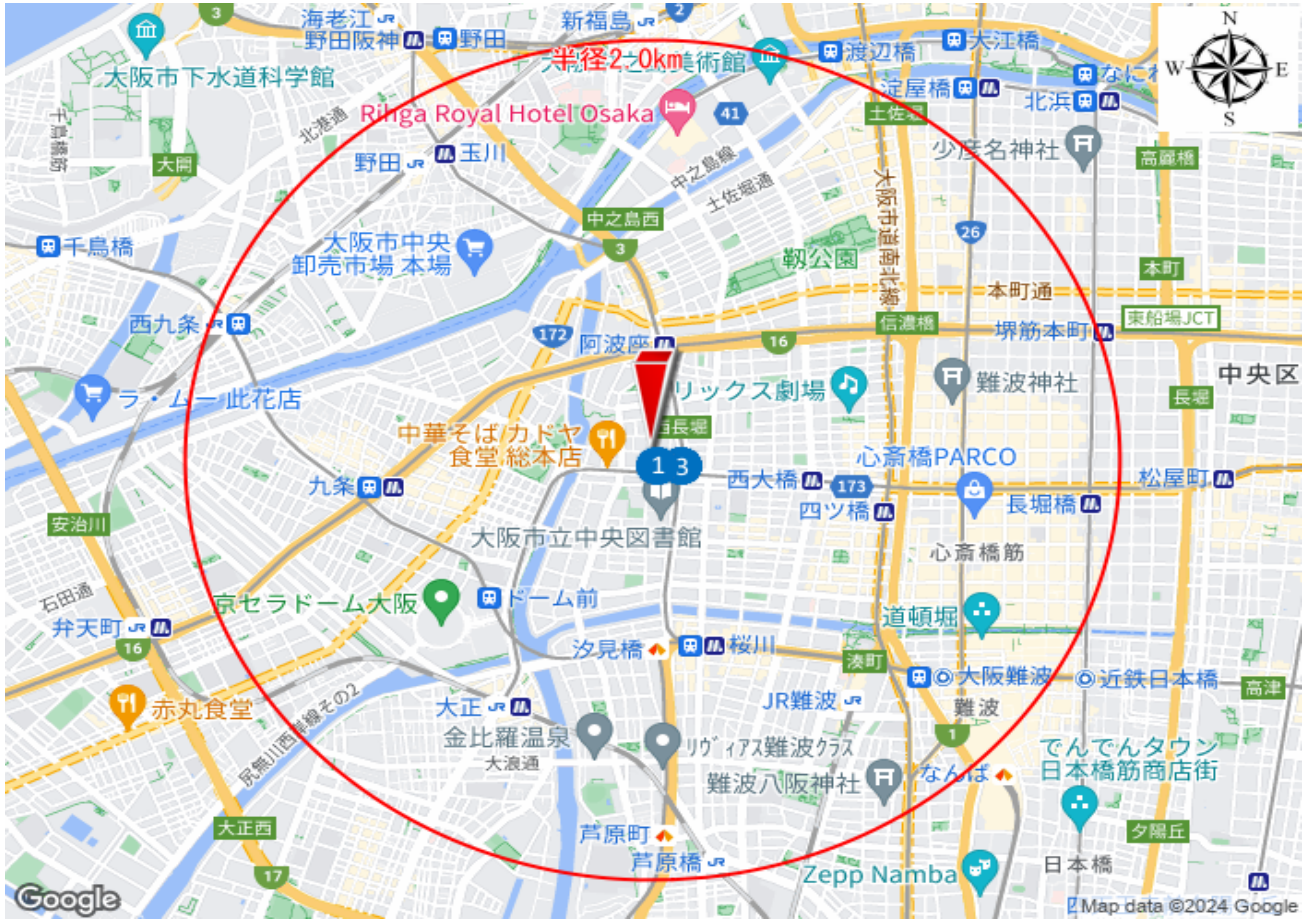 海老江 JR
野田阪神
野田
新福島 JR
3
2
大阪市下水道科学館
半径2.0km
美術館
渡辺橋
大江橋
なにわ
淀屋橋
北浜
土佐堀
N
W
E
S
千鳥橋筋
北港通
大開
Rihga Royal Hotel Osaka
41
野田 JR
玉川
中之島線
土佐堀通
少彦名神社
高麗橋
大阪市道南北線
千鳥橋
大阪市中央
卸売市場 本場
中之島西
3
靱公園
26
本町
本町通
西九条 JR
172
阿波座
16
信濃橋
堺筋本町
東船場JCT
ラ・ムー 此花店
リックス劇場
難波神社
中央区
長堀
中華そば カドヤ
食堂 総本店
西長堀
1
3
心斎橋PARCO
九条
西大橋
173
松屋町
安治川
大阪市立中央図書館
四ツ橋
長堀橋
心斎橋筋
石田通
京セラドーム大阪
ドーム前
道頓堀
弁天町 JR
16
汐見橋
桜川
湊町
大阪難波
近鉄日本橋
高津
赤丸食堂
尻無川西岸線その2
大正 JR
JR難波 JR
難波
金比羅温泉
大浪通
リヴィアス難波クラス
1
でんでんタウン
日本橋筋商店街
難波八阪神社
なんば
大正西
芦原町
芦原橋 JR
夕陽丘
17
Zepp Namba
日本橋
Google
Map data ©2024 Google